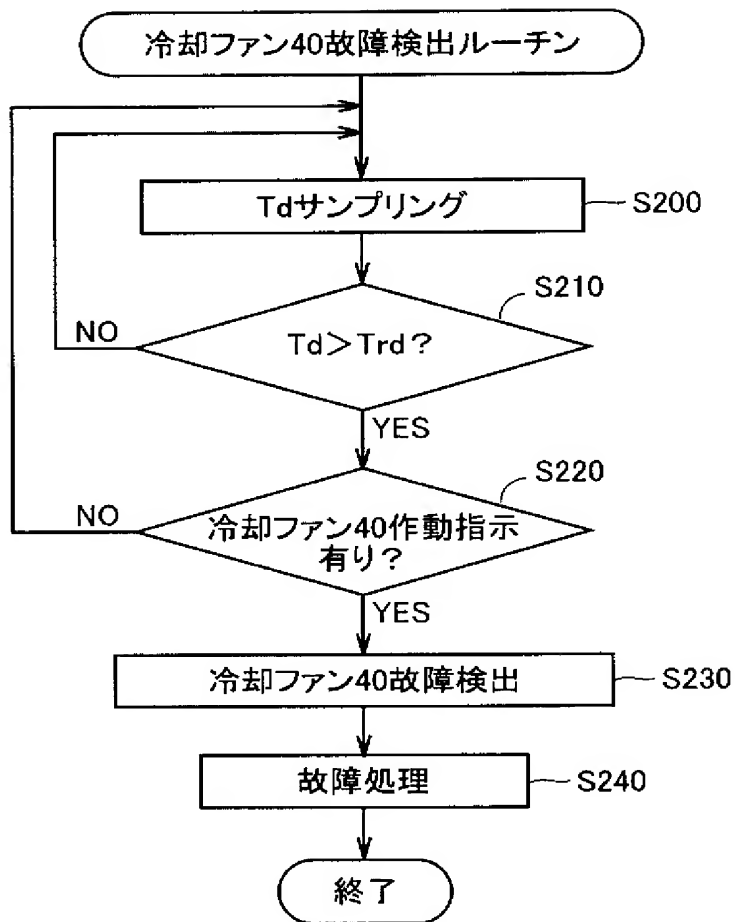 冷却ファン40故障検出ルーチン
Tdサンプリング
S200
S210
Td>Trd?
NO
YES
S220
冷却ファン40作動指示
有り?
NO
YES
冷却ファン40故障検出
S230
故障処理
S240
終了